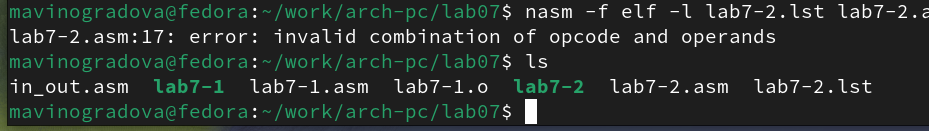 mavinogradova@fedora:~/work/arch-pc/lab07$ nasm -f elf -l lab7-2.lst lab7-2.a
lab7-2.asm:17: error: invalid combination of opcode and operands
mavinogradova@fedora:~/work/arch-pc/lab07$ ls
in_out.asm lab7-1 lab7-1.asm lab7-1.o lab7-2 lab7-2.asm lab7-2.lst
mavinogradova@fedora:~/work/arch-pc/lab07$